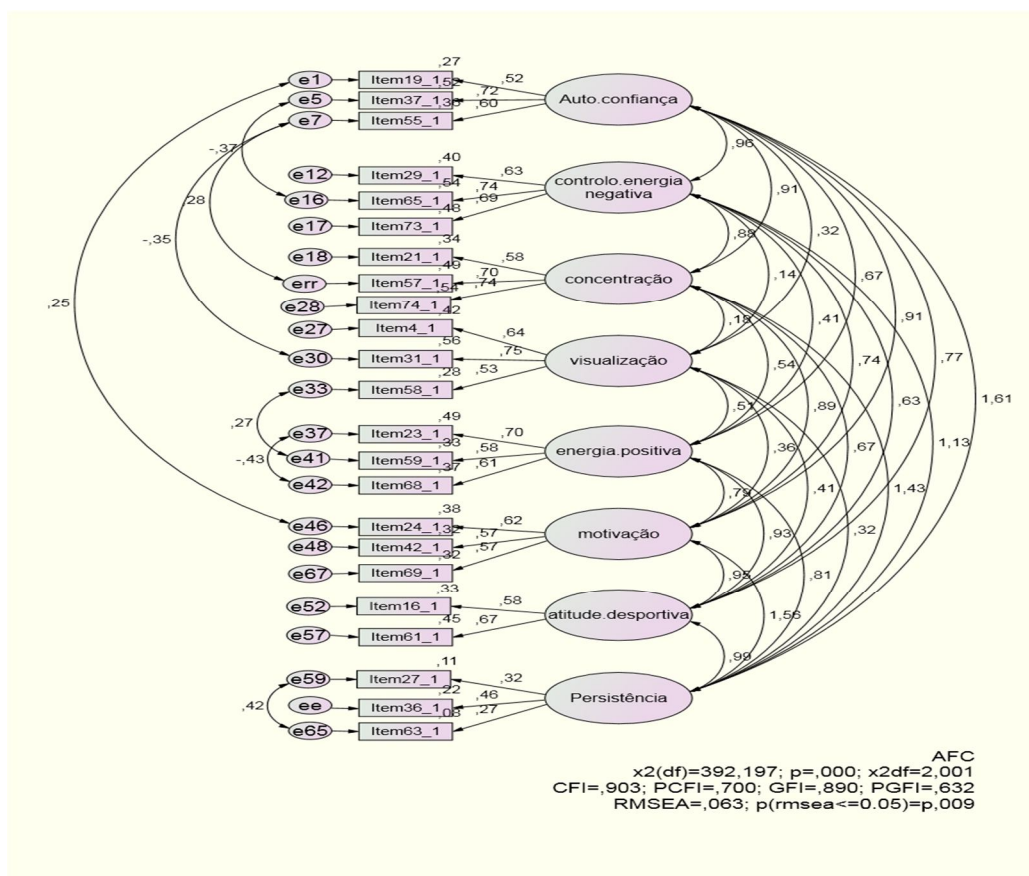 ,27
e1 Item19_1 ,52 ,52
e5 Item37_1 ,72 Auto.confiança
,36
e7 Item55_1 ,60
-,37 ,96
,40
e12 Item29_1 ,63 controlo.energia
negativa
,54
e16 Item65_1 ,74 ,91
,28 ,69
,48
e17 Item73_1 ,32
-,35 ,34 ,88
e18 Item21_1 ,58
,49 ,14 ,67
err Item57_1 ,70 concentração
,54 ,74
,25 e28 Item74_1 ,91
,42 ,15 ,41
e27 Item4_1 ,64
,56 ,77
e30 Item31_1 ,75 visualização ,54 ,74
,28
e33 Item58_1 ,53 ,63 1,61
,51 ,89
,27 ,49
e37 Item23_1 ,70 1,13
,33 ,36 ,67
e41 Item59_1 ,58 energia.positiva
-,43 ,37
e42 Item68_1 ,61
,79 ,41 1,43
,38
e46 Item24_1 ,62 ,32
,32 motivação ,93
e48 Item42_1 ,57
,32 ,57
e67 Item69_1 ,95 ,81
,33
e52 Item16_1 ,58 atitude.desportiva 1,56
,45
e57 Item61_1 ,67
,99
,11
e59 Item27_1 ,32
,22
,42 ee Item36_1 ,46 Persistência
,08
e65 Item63_1 ,27
AFC
x2(df)=392,197; p=,000; x2df=2,001
CFI=,903; PCFI=,700; GFI=,890; PGFI=,632
RMSEA=,063; p(rmsea<=0.05)=p,009